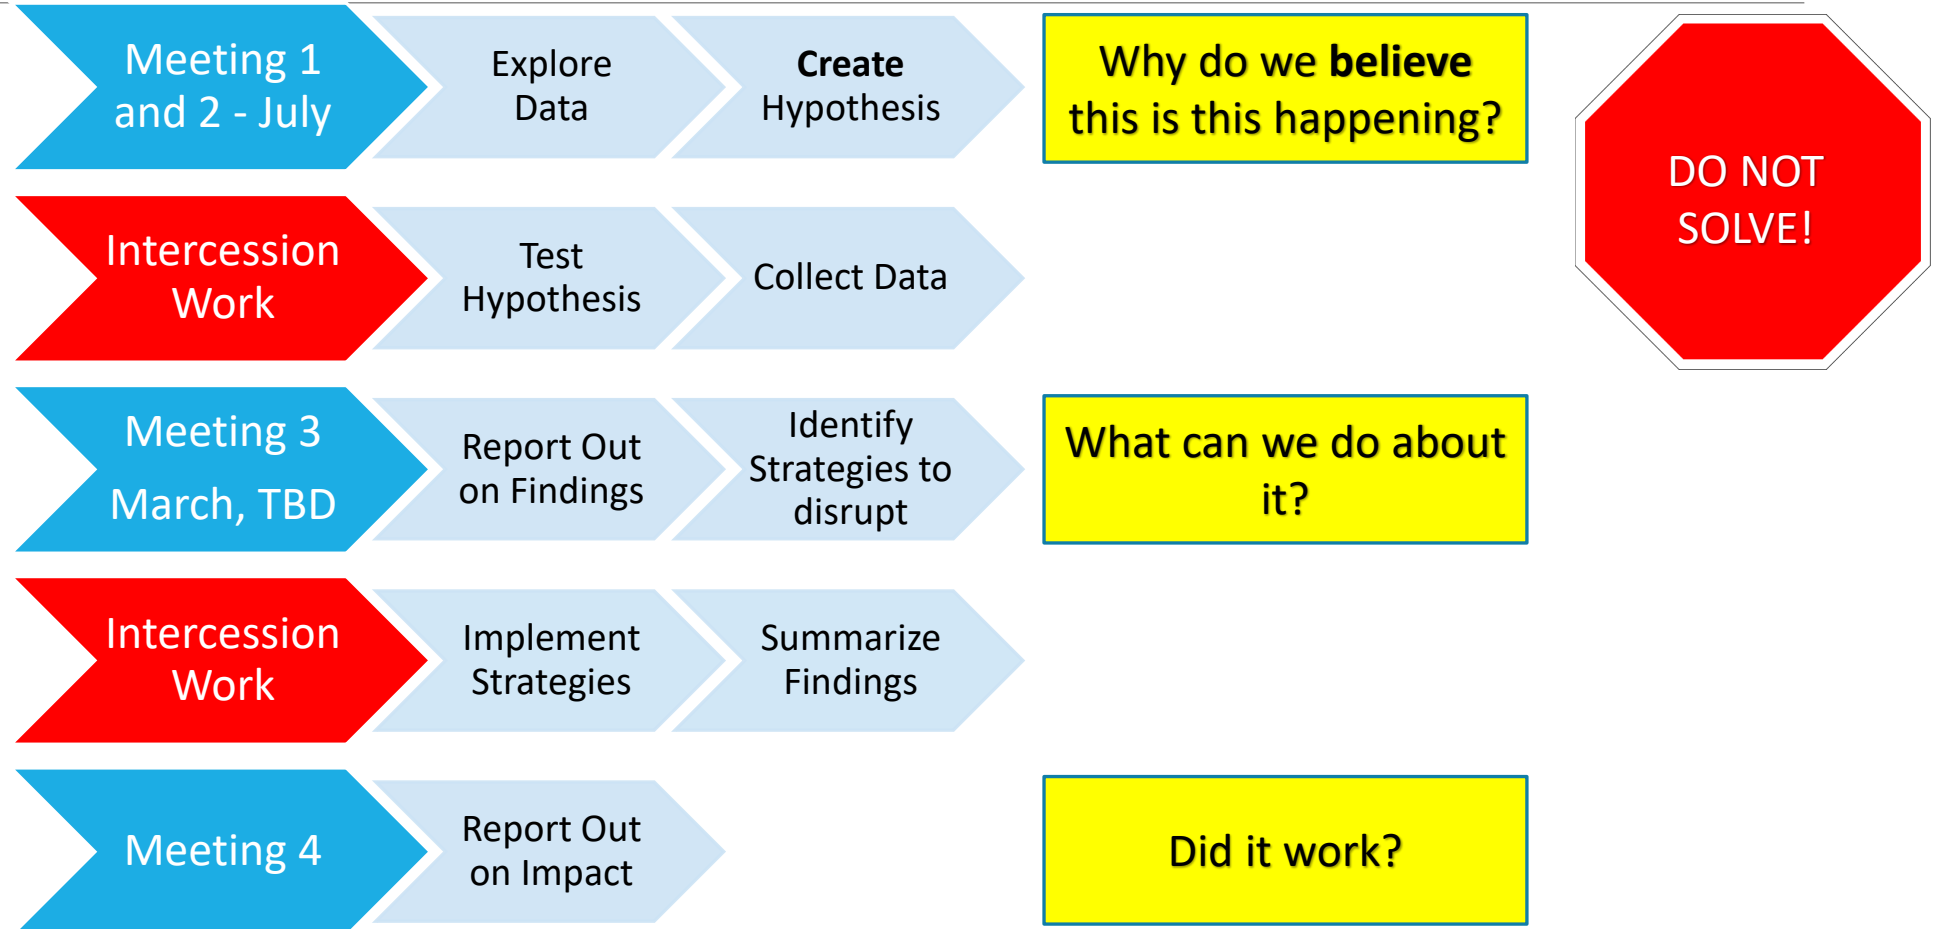 Meeting 1
and 2 - July
Explore
Data
Create
Hypothesis
Why do we believe
this is this happening?
DO NOT
SOLVE!
Intercession
Work
Test
Hypothesis
Collect Data
Meeting 3
March, TBD
Report Out
on Findings
Identify
Strategies to
disrupt
What can we do about
it?
Intercession
Work
Implement
Strategies
Summarize
Findings
Meeting 4
Report Out
on Impact
Did it work?